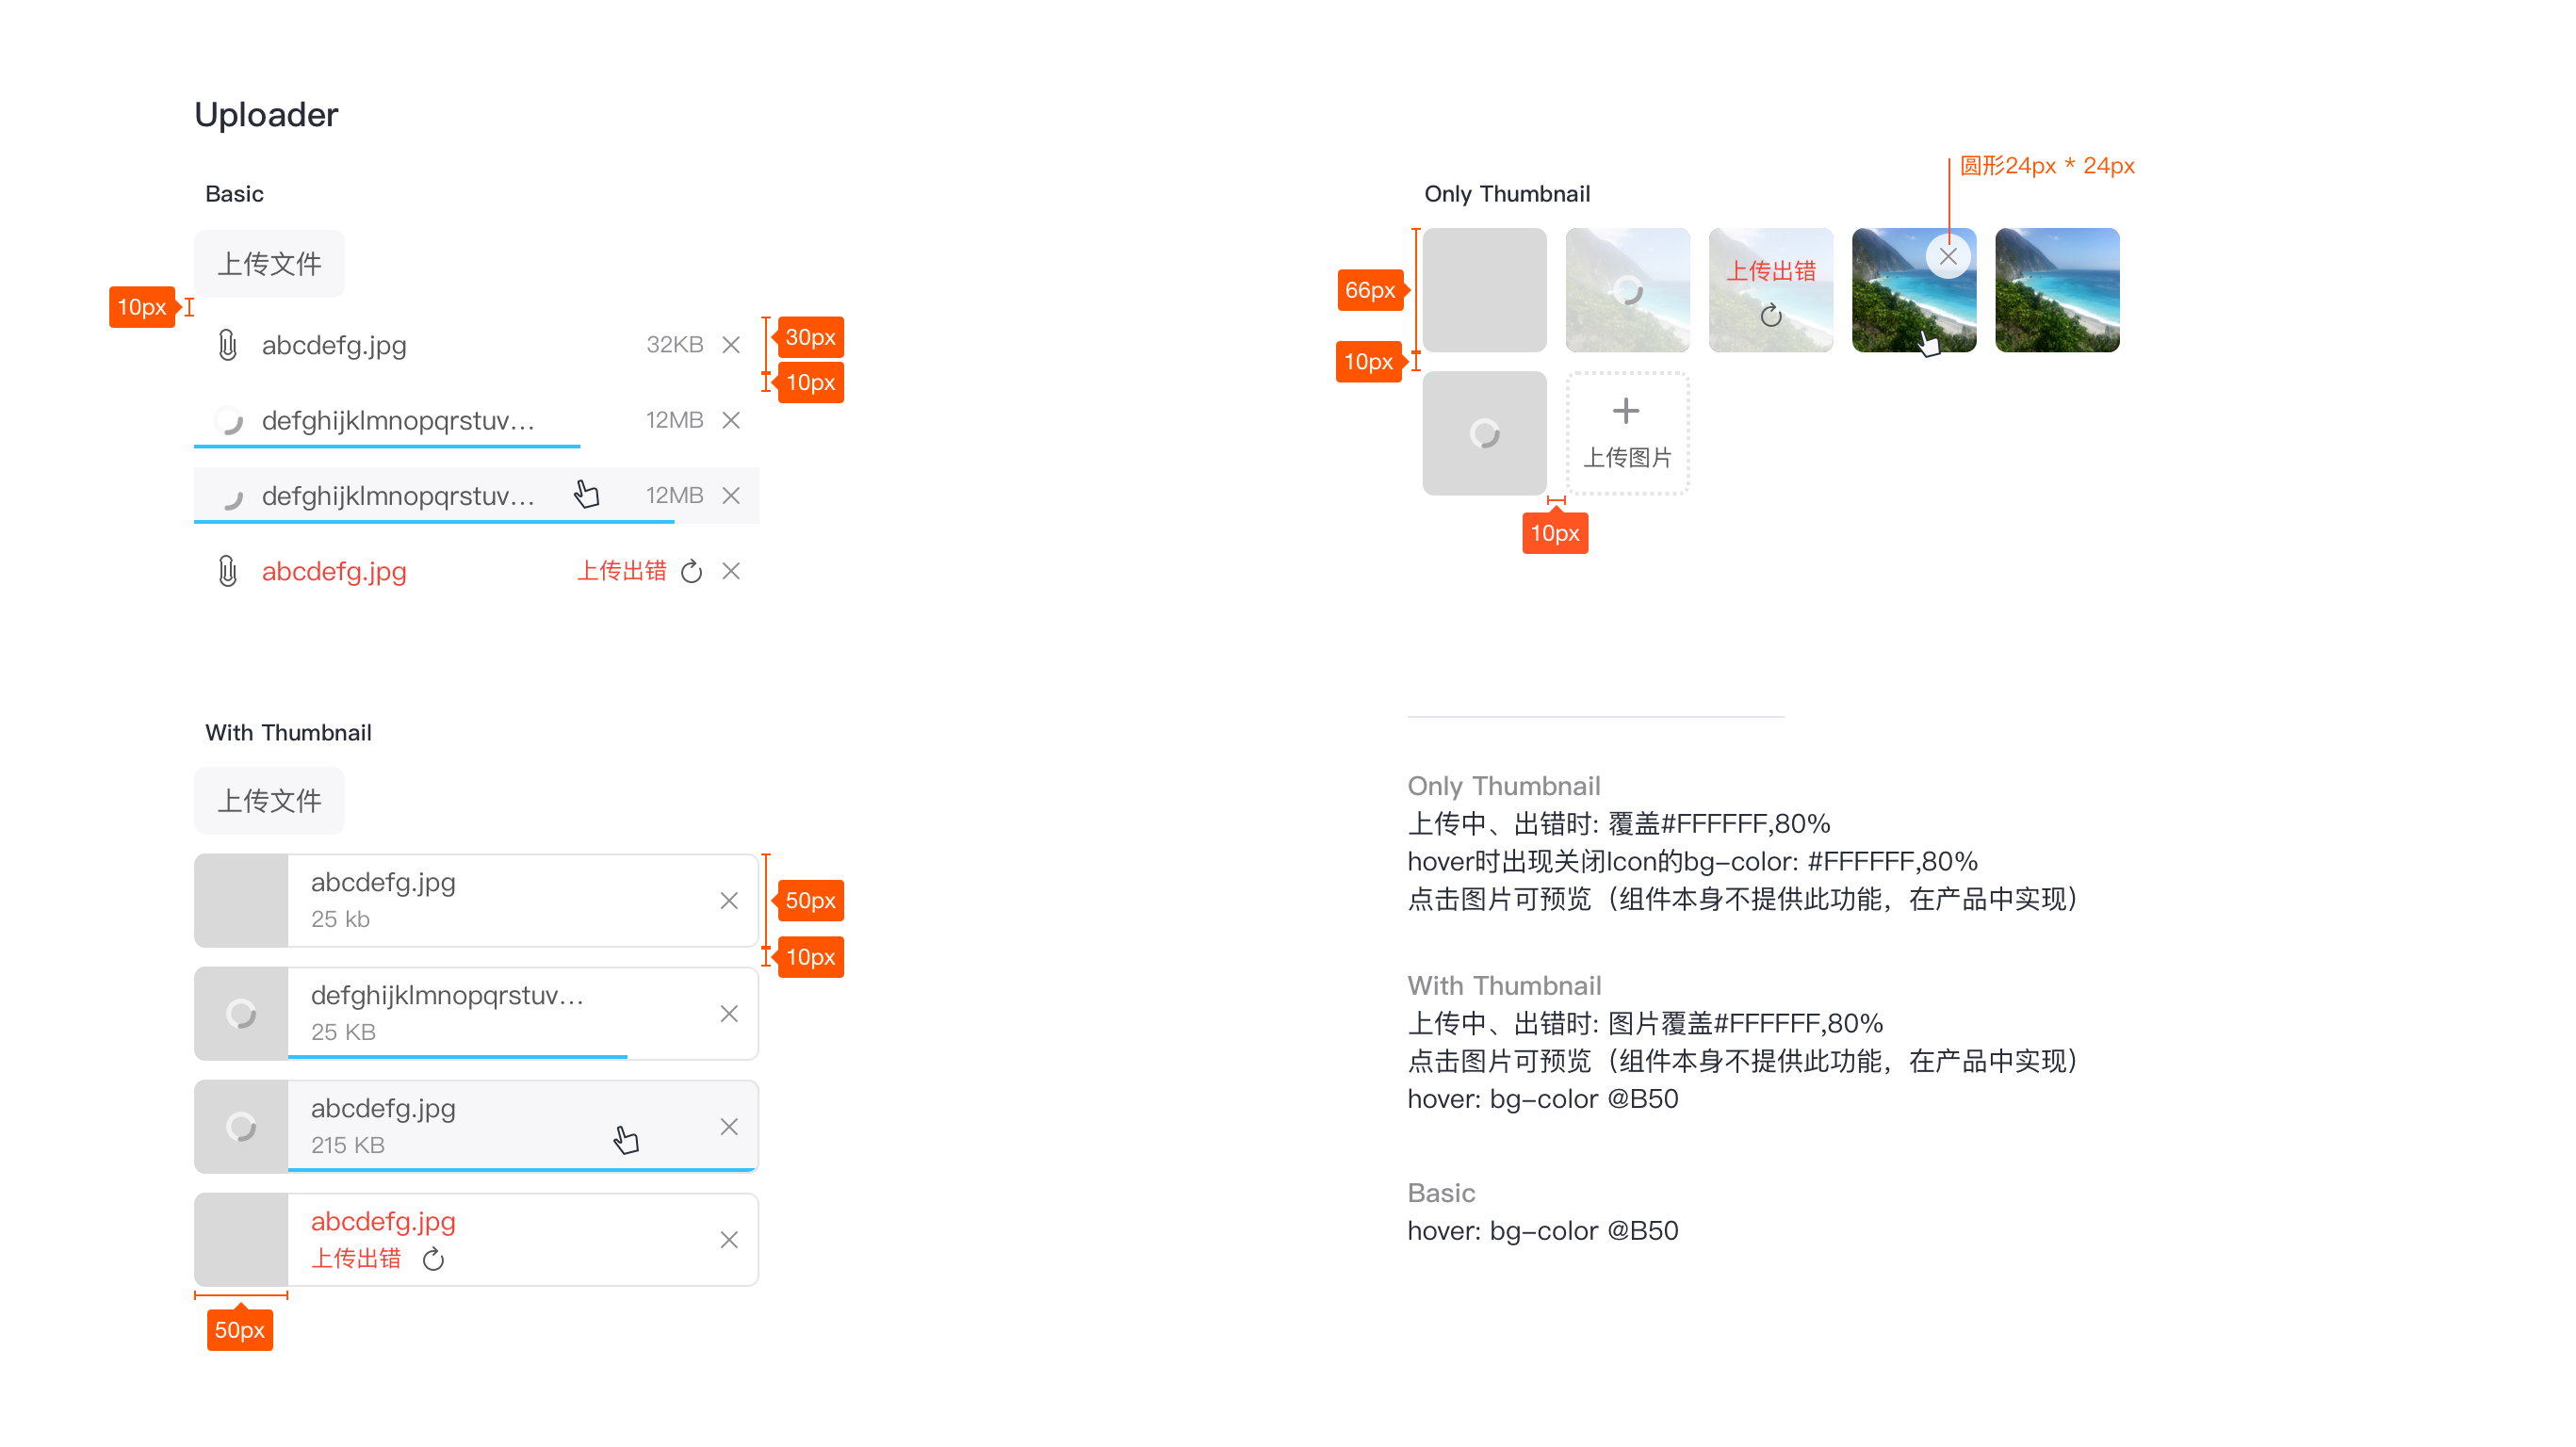 Uploader
Basic
上传文件
10px
abcdefg.jpg 32KB
30px
10px
defghijklmnopqrstuv... 12MB
defghijklmnopqrstuv... 12MB
abcdefg.jpg 上传出错
With Thumbnail
上传文件
abcdefg.jpg
25 kb
50px
10px
defghijklmnopqrstuv...
25 KB
abcdefg.jpg
215 KB
abcdefg.jpg
上传出错
50px
圆形24px * 24px
Only Thumbnail
66px
上传出错
10px
上传图片
10px
Only Thumbnail
上传中、出错时: 覆盖#FFFFFF,80%
hover时出现关闭Icon的bg-color: #FFFFFF,80%
点击图片可预览（组件本身不提供此功能，在产品中实现）
With Thumbnail
上传中、出错时: 图片覆盖#FFFFFF,80%
点击图片可预览（组件本身不提供此功能，在产品中实现）
hover: bg-color @B50
Basic
hover: bg-color @B50